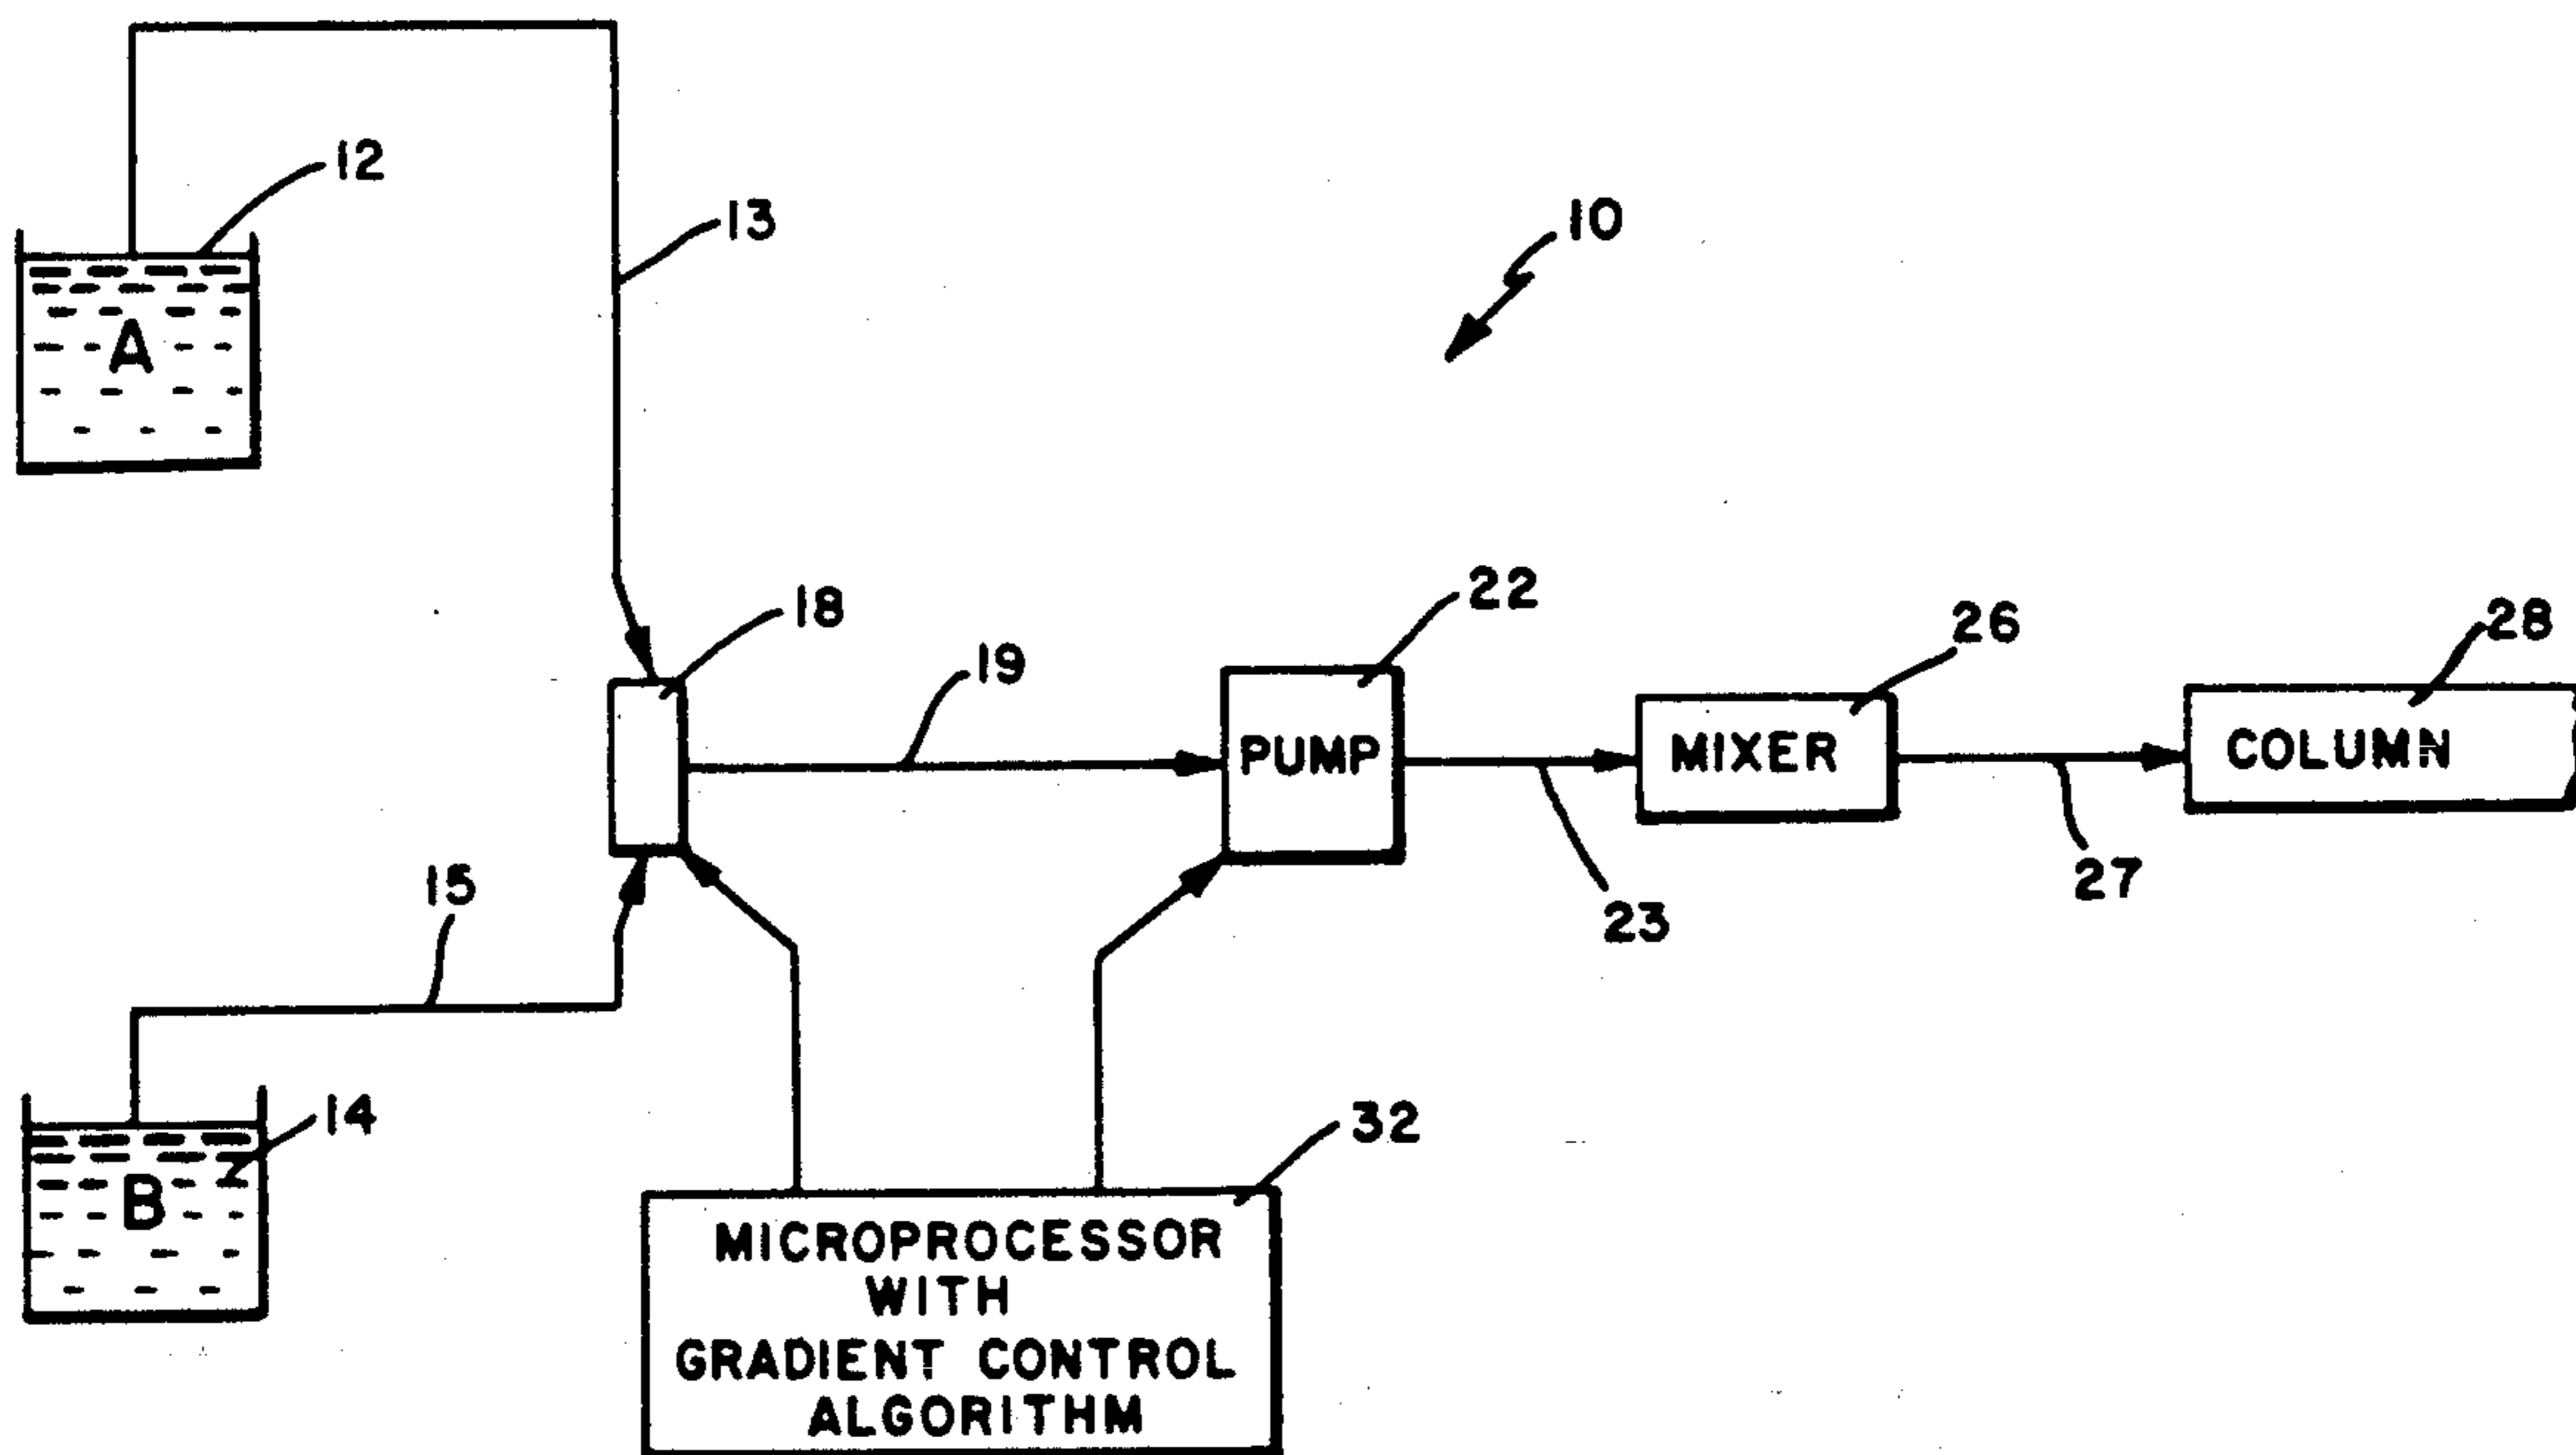 12
13
10
A
18
19
22
26
28
PUMP
MIXER
COLUMN
15
23
27
14
B
32
MICROPROCESSOR
WITH
GRADIENT CONTROL
ALGORITHM